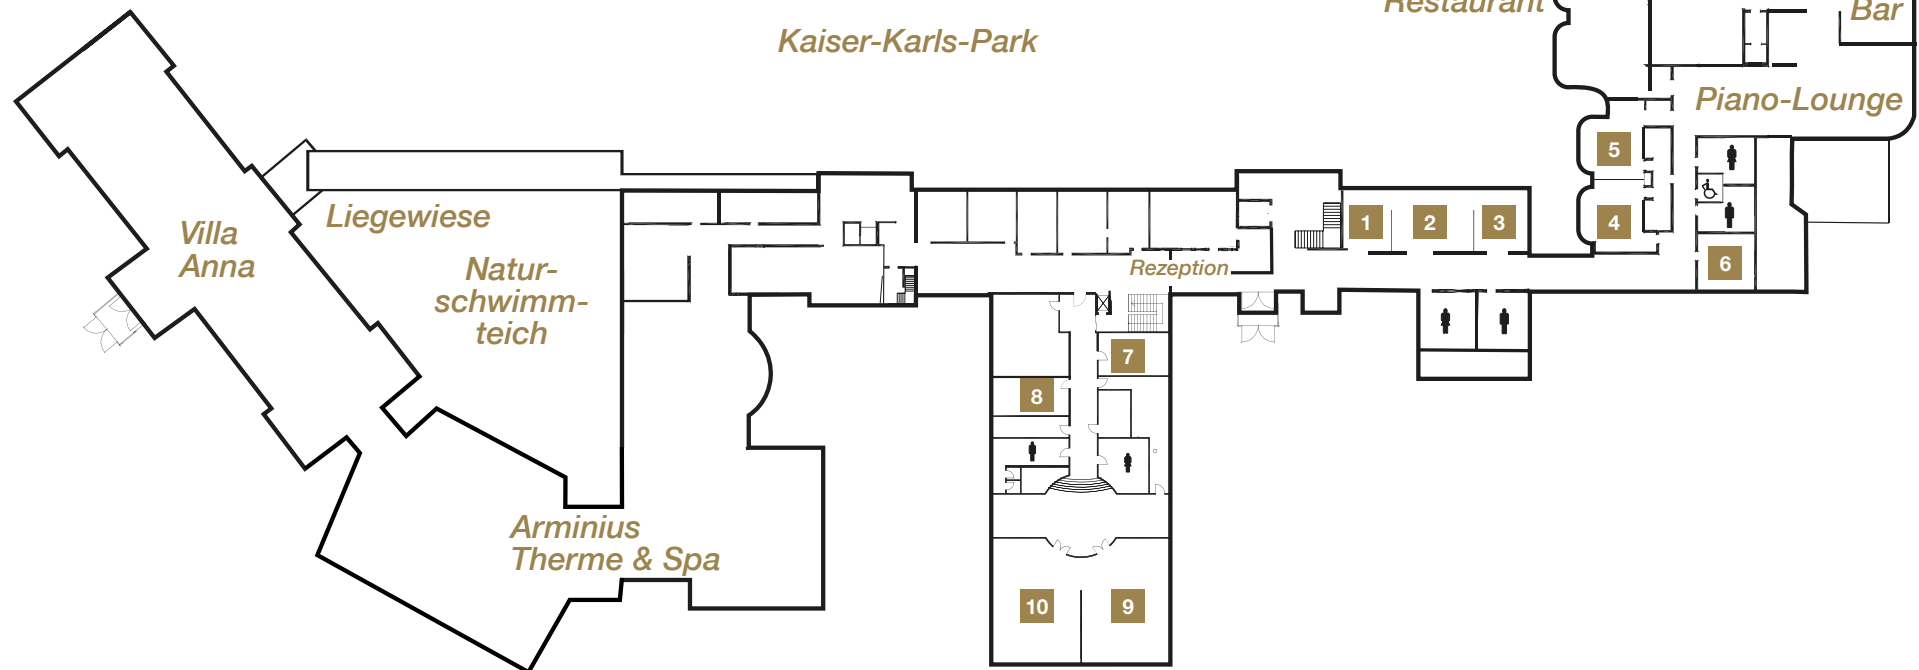 Restaurant
Bar
Kaiser-Karls-Park
Piano-Lounge
5
4
6
1
2
3
Liegewiese
Villa
Anna
Natur-
schwimm-
teich
Rezeption
7
8
Arminius
Therme & Spa
10
9